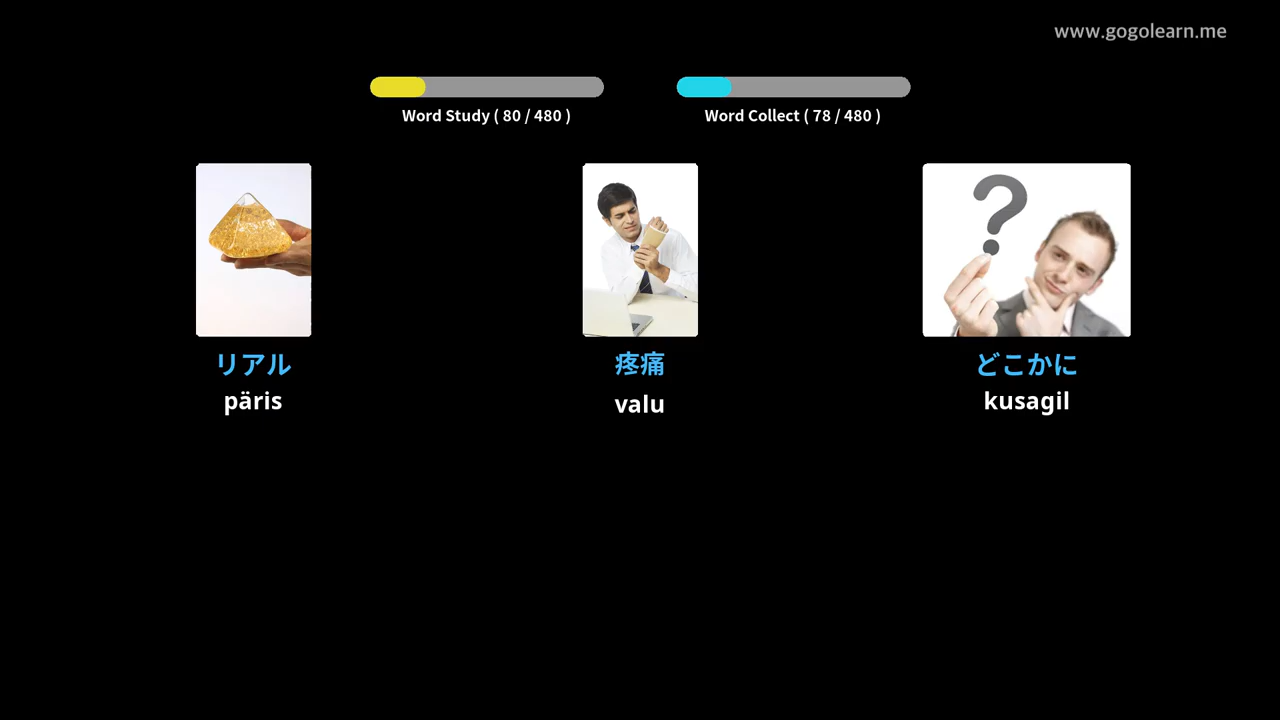 www.gogolearn.me
Word Study ( 80 / 480 )
Word Collect ( 78 / 480 )
リアル
疼痛
どこかに
päris
valu
kusagil